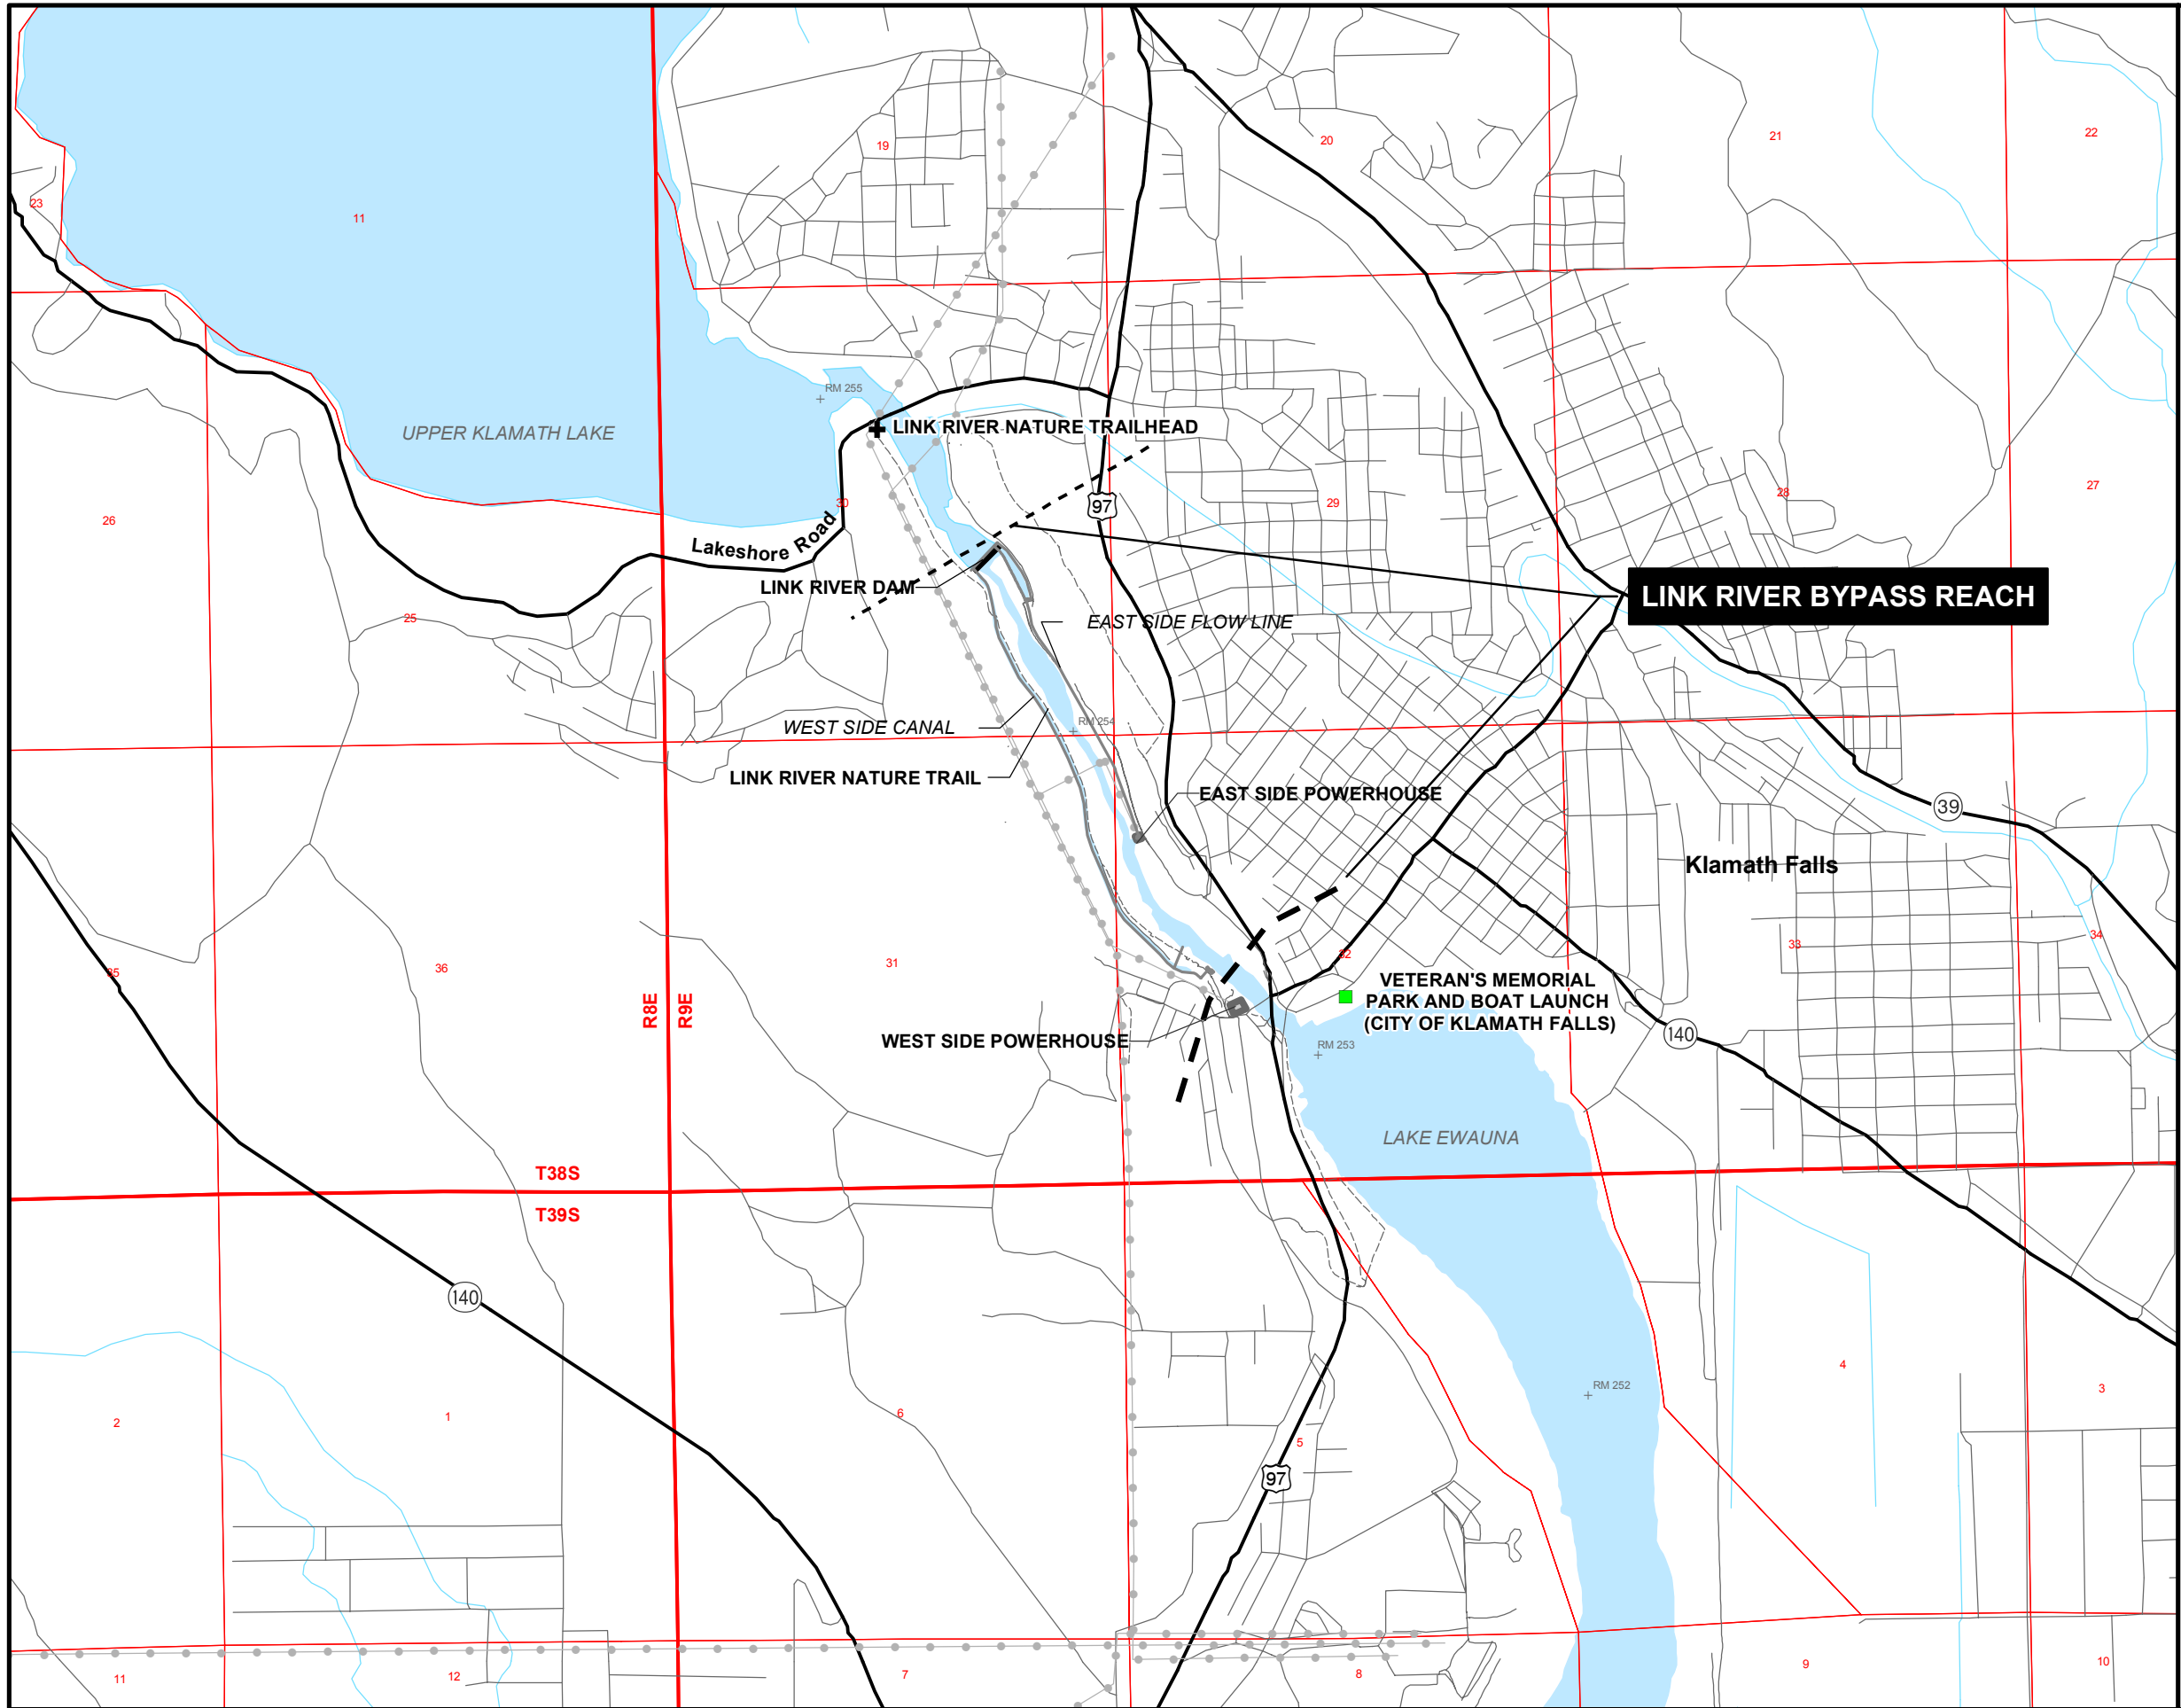 19
20
21
22
23
11
RM 255
UPPER KLAMATH LAKE
LINK RIVER NATURE TRAILHEAD
26
30
97
29
28
27
Lakeshore Road
LINK RIVER DAM
LINK RIVER BYPASS REACH
25
EAST SIDE FLOW LINE
WEST SIDE CANAL
RM 254
LINK RIVER NATURE TRAIL
EAST SIDE POWERHOUSE
39
Klamath Falls
35
36
31
32
33
34
R8E
R9E
VETERAN'S MEMORIAL
PARK AND BOAT LAUNCH
(CITY OF KLAMATH FALLS)
WEST SIDE POWERHOUSE
RM 253
140
LAKE EWAUNA
T38S
T39S
140
4
3
RM 252
2
1
6
5
97
11
12
7
8
9
10